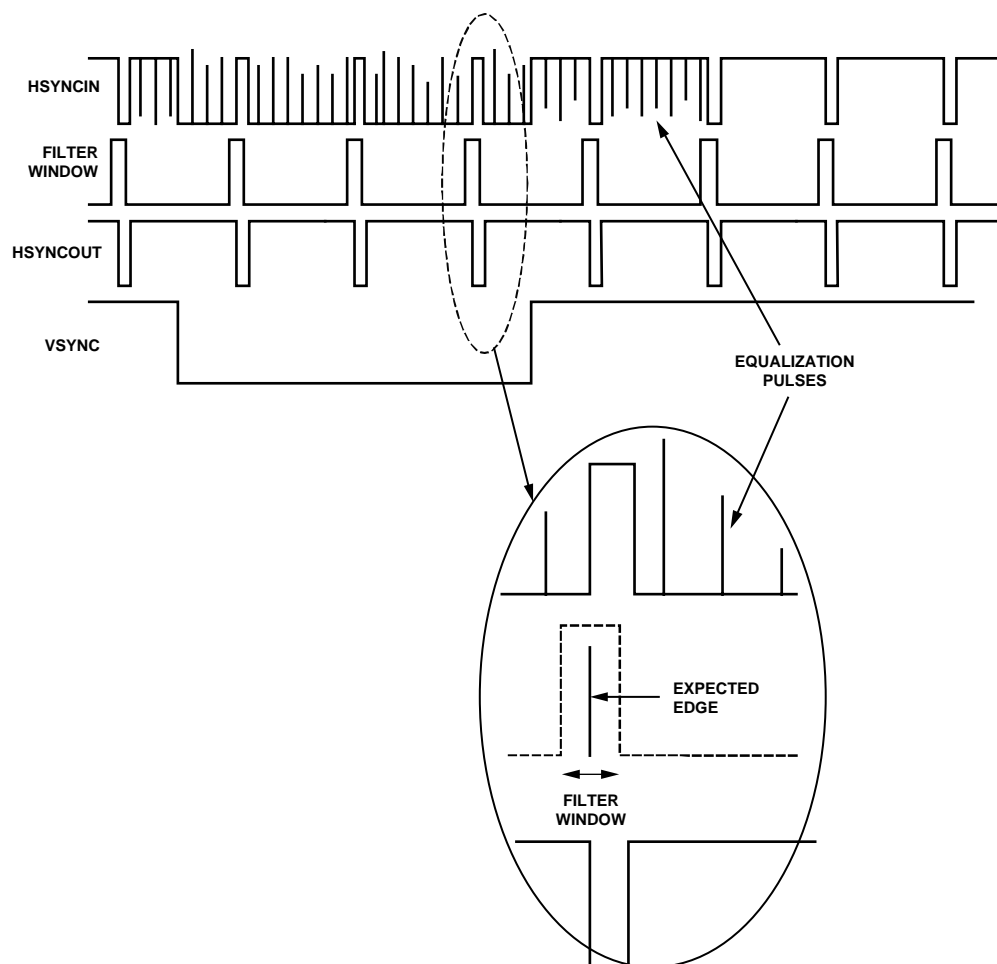 HSYNCIN
FILTER
WINDOW
HSYNCOUT
VSYNC
EQUALIZATION
PULSES
EXPECTED
EDGE
FILTER
WINDOW